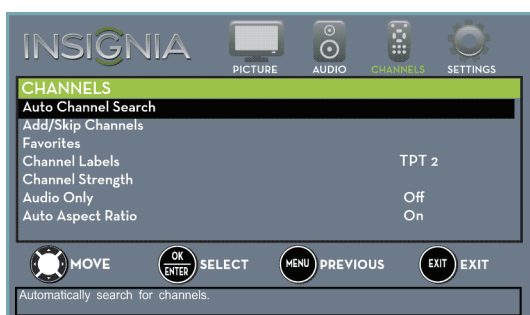 INSIGNIA
PICTURE AUDIO CHANNELS SETTINGS
CHANNELS
Auto Channel Search
Add/Skip Channels
Favorites
Channel Labels TPT 2
Channel Strength
Audio Only Off
Auto Aspect Ratio On
MOVE OK ENTER SELECT MENU PREVIOUS EXIT EXIT
Automatically search for channels.